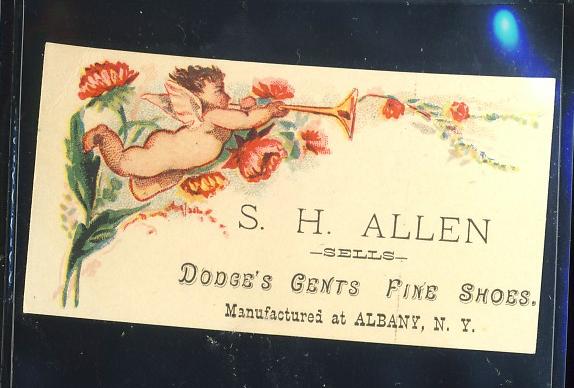 S. H. ALLEN
—SELLS—
DODGE'S GENTS FINE SHOES.
Manufactured at ALBANY, N. Y.